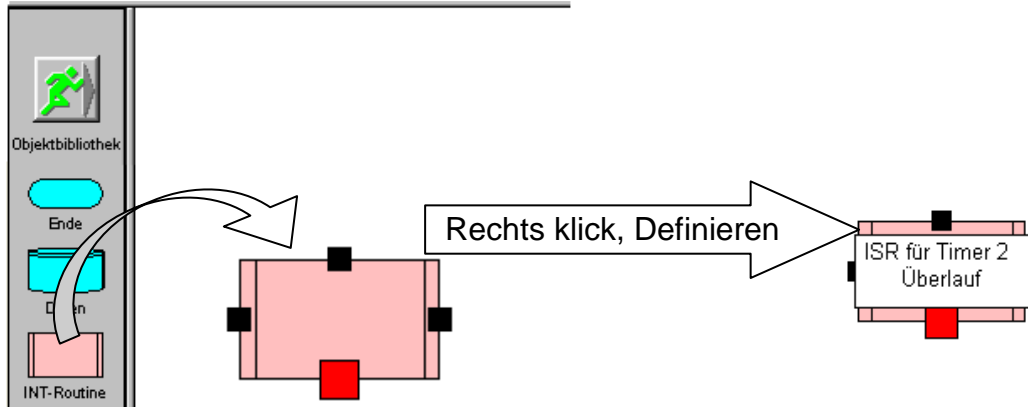 Objektbibliothek
Ende
INT-Routine
Rechts klick, Definieren
ISR für Timer 2
Überlauf